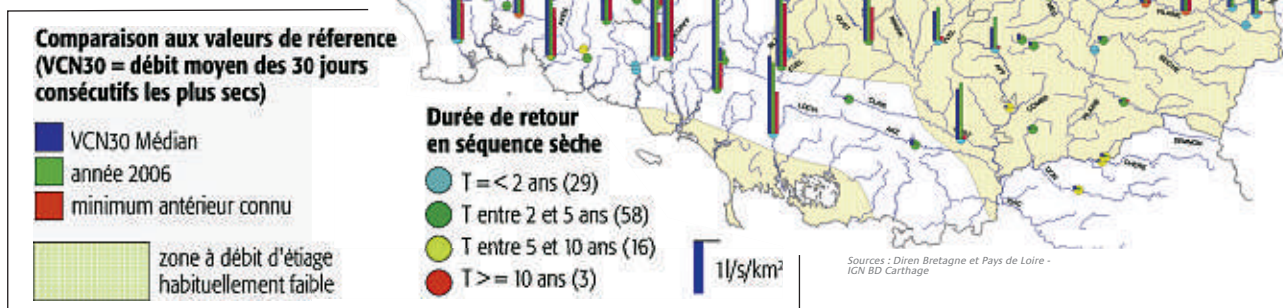 Comparaison aux valeurs de réference
(VCN30 = débit moyen des 30 jours
consécutifs les plus secs)
VCN30 Médian
année 2006
minimum antérieur connu
zone à débit d'étiage
habituellement faible
Durée de retour
en séquence sèche
T = < 2 ans (29)
T entre 2 et 5 ans (58)
T entre 5 et 10 ans (16)
T > = 10 ans (3)
1l/s/km²
Sources : Diren Bretagne et Pays de Loire -
IGN BD Carthage